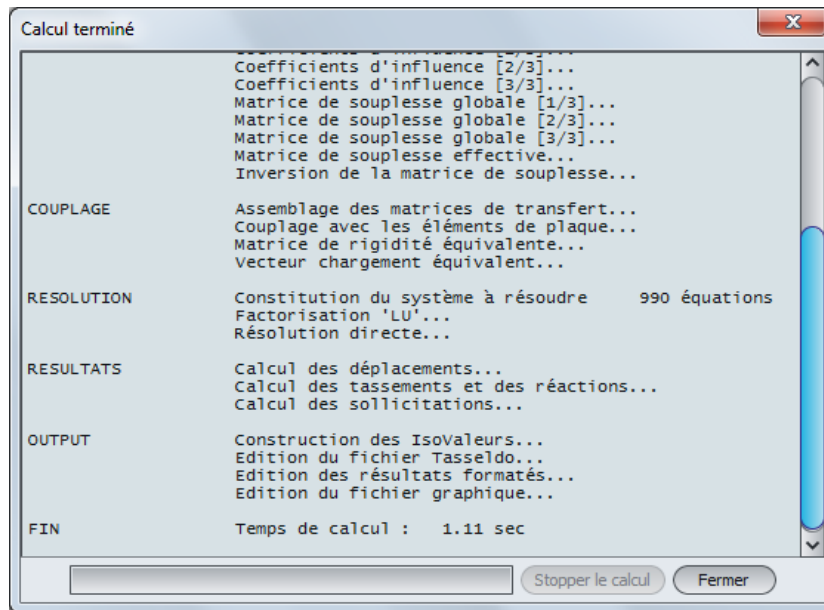 Calcul terminé
Coefficients d'influence [2/3]...
Coefficients d'influence [3/3]...
Matrice de souplesse globale [1/3]...
Matrice de souplesse globale [2/3]...
Matrice de souplesse globale [3/3]...
Matrice de souplesse effective...
Inversion de la matrice de souplesse...
COUPLAGE Assemblage des matrices de transfert...
Couplage avec les éléments de plaque...
Matrice de rigidité équivalente...
Vecteur chargement équivalent...
RESOLUTION Constitution du système à résoudre 990 équations
Factorisation 'LU'...
Résolution directe...
RESULTATS Calcul des déplacements...
Calcul des tassements et des réactions...
Calcul des sollicitations...
OUTPUT Construction des IsoValeurs...
Edition du fichier Tasseldo...
Edition des résultats formatés...
Edition du fichier graphique...
FIN Temps de calcul : 1.11 sec
Stopper le calcul Fermer